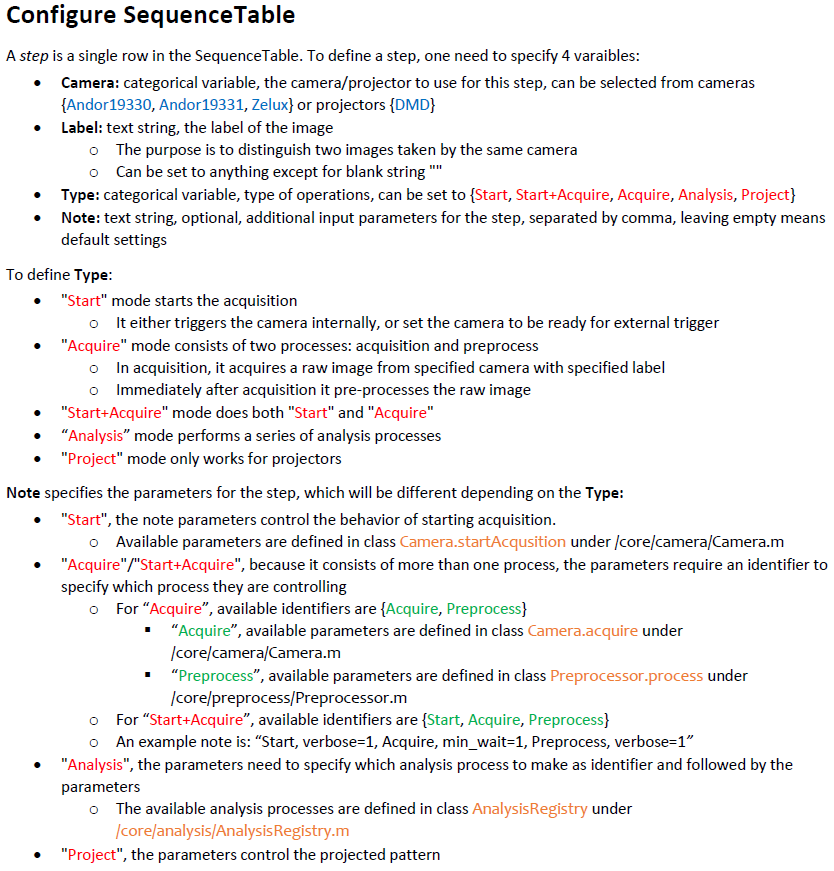 Configure SequenceTable
A step is a single row in the SequenceTable. To define a step, one need to specify 4 varaibles:
• Camera: categorical variable, the camera/projector to use for this step, can be selected from cameras
{Andor19330, Andor19331, Zelux} or projectors {DMD}
• Label: text string, the label of the image
o The purpose is to distinguish two images taken by the same camera
o Can be set to anything except for blank string ""
• Type: categorical variable, type of operations, can be set to {Start, Start+Acquire, Acquire, Analysis, Project}
• Note: text string, optional, additional input parameters for the step, separated by comma, leaving empty means
default settings
To define Type:
• "Start" mode starts the acquisition
o It either triggers the camera internally, or set the camera to be ready for external trigger
• "Acquire" mode consists of two processes: acquisition and preprocess
o In acquisition, it acquires a raw image from specified camera with specified label
o Immediately after acquisition it pre-processes the raw image
• "Start+Acquire" mode does both "Start" and "Acquire"
• “Analysis” mode performs a series of analysis processes
• "Project" mode only works for projectors
Note specifies the parameters for the step, which will be different depending on the Type:
• "Start", the note parameters control the behavior of starting acquisition.
o Available parameters are defined in class Camera.startAcqusition under /core/camera/Camera.m
• "Acquire"/"Start+Acquire", because it consists of more than one process, the parameters require an identifier to
specify which process they are controlling
o For “Acquire”, available identifiers are {Acquire, Preprocess}
▪ “Acquire”, available parameters are defined in class Camera.acquire under
/core/camera/Camera.m
▪ “Preprocess”, available parameters are defined in class Preprocessor.process under
/core/preprocess/Preprocessor.m
o For “Start+Acquire”, available identifiers are {Start, Acquire, Preprocess}
o An example note is: “Start, verbose=1, Acquire, min_wait=1, Preprocess, verbose=1”
• "Analysis", the parameters need to specify which analysis process to make as identifier and followed by the
parameters
o The available analysis processes are defined in class AnalysisRegistry under
/core/analysis/AnalysisRegistry.m
• "Project", the parameters control the projected pattern